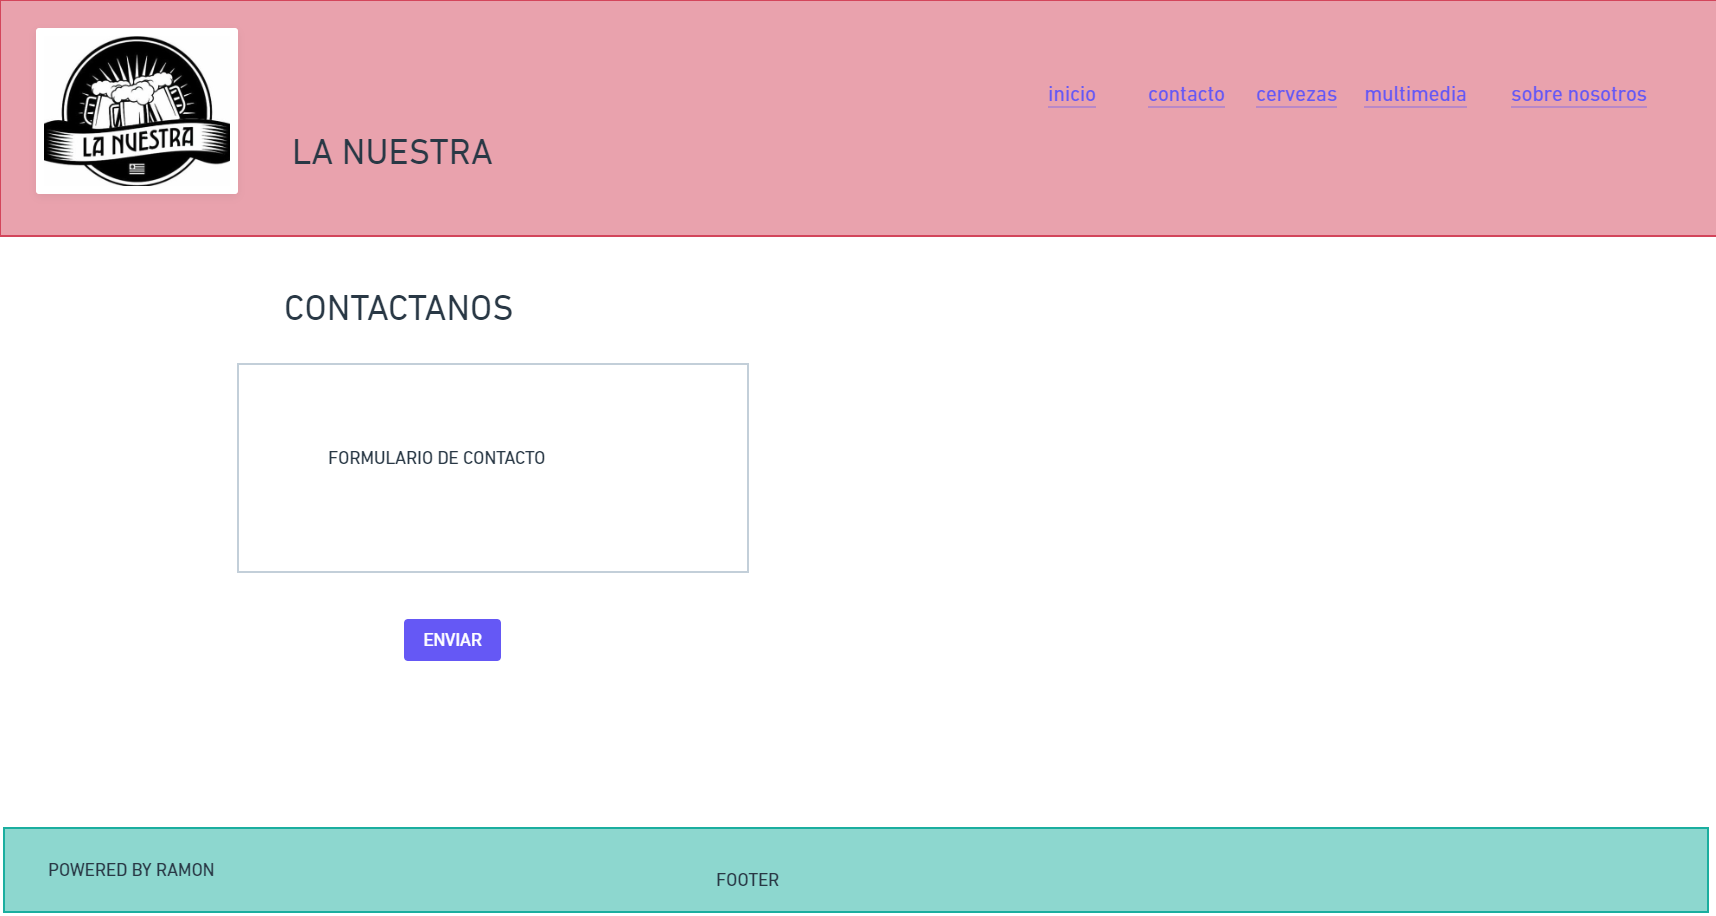 LA NUESTRA
inicio contacto cervezas multimedia sobre nosotros
LA NUESTRA
CONTACTANOS
FORMULARIO DE CONTACTO
ENVIAR
POWERED BY RAMON
FOOTER